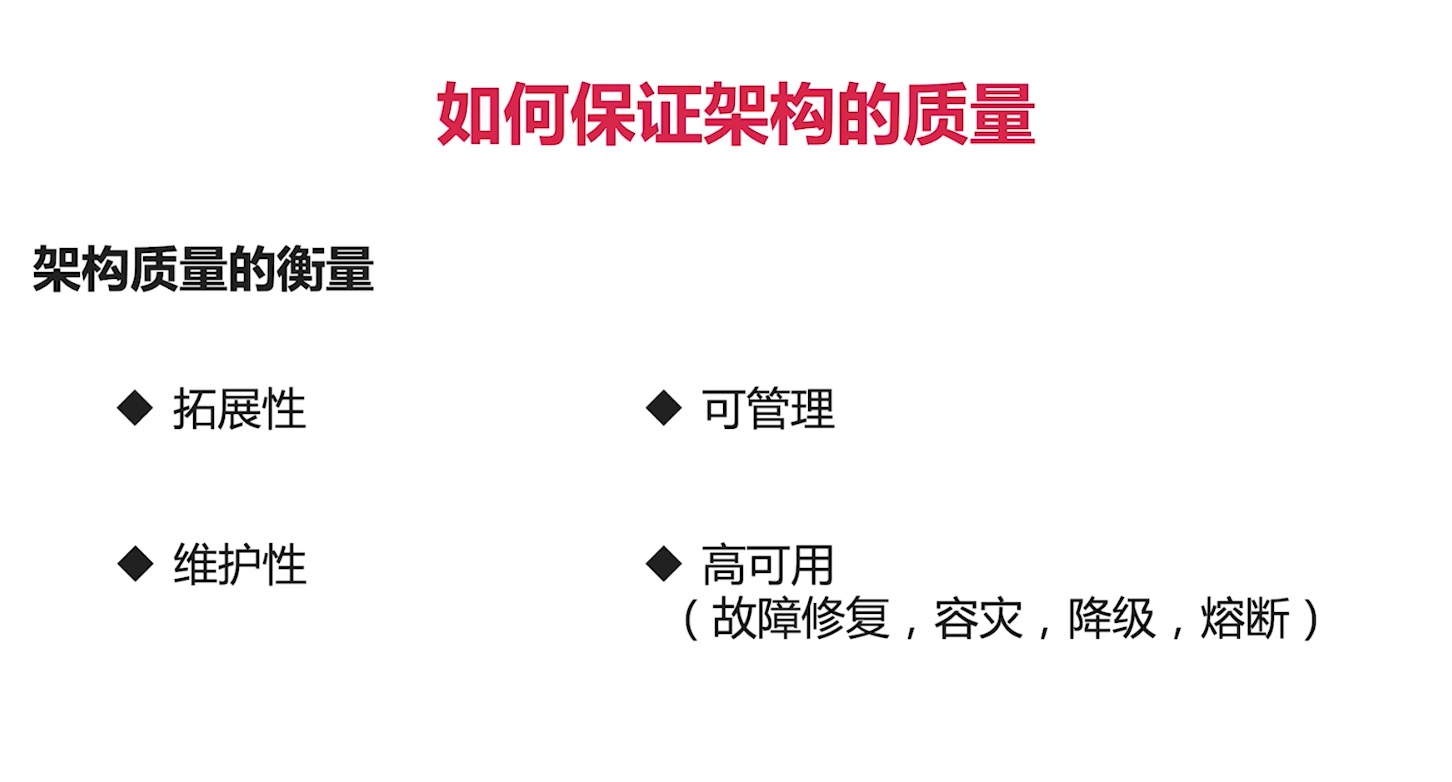 如何保证架构的质量
架构质量的衡量
◆ 拓展性
◆ 可管理
◆ 维护性
◆ 高可用
（故障修复，容灾，降级，熔断）